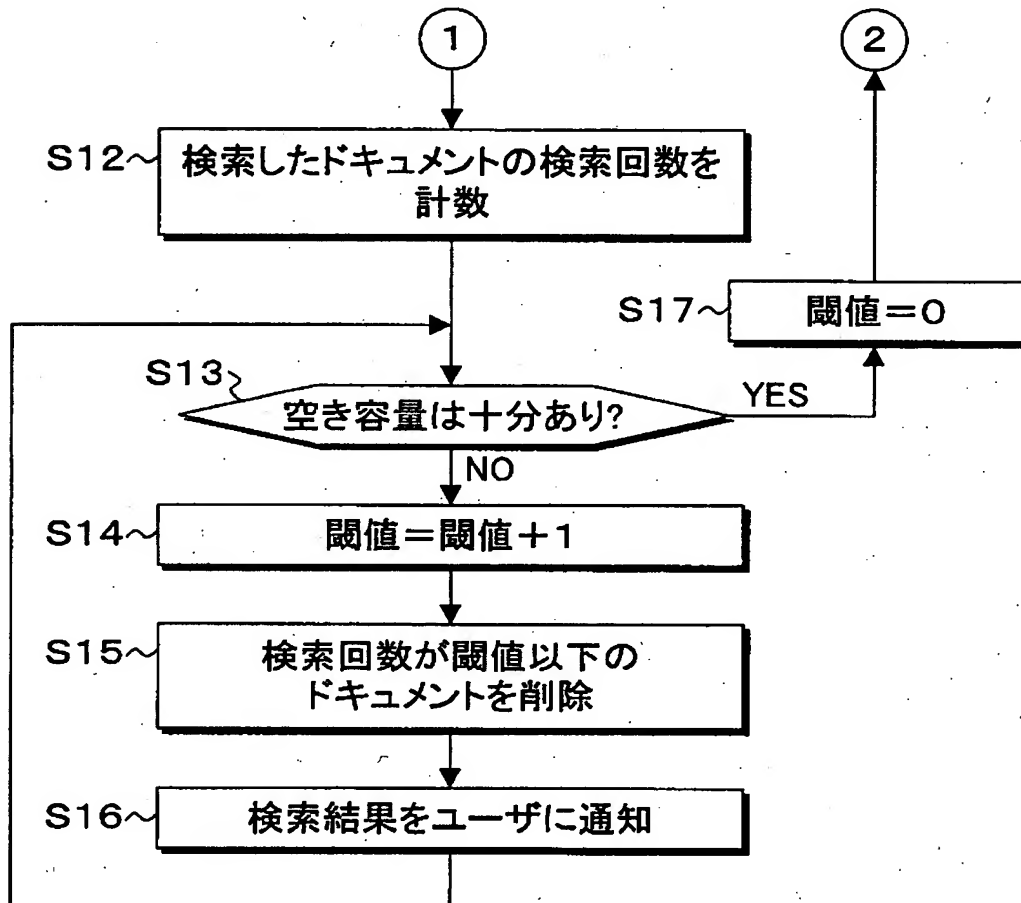 1
2
S12
検索したドキュメントの検索回数を
計数
S17
閾値=0
S13
空き容量は十分あり?
YES
NO
S14
閾値=閾値+1
S15
検索回数が閾値以下の
ドキュメントを削除
S16
検索結果をユーザに通知